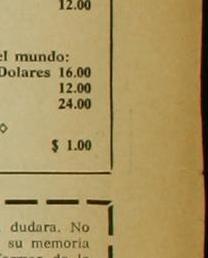 12.00
el mundo:
Dolares 16.00
12.00
24.00
$ 1.00
dudara. No
su memoria